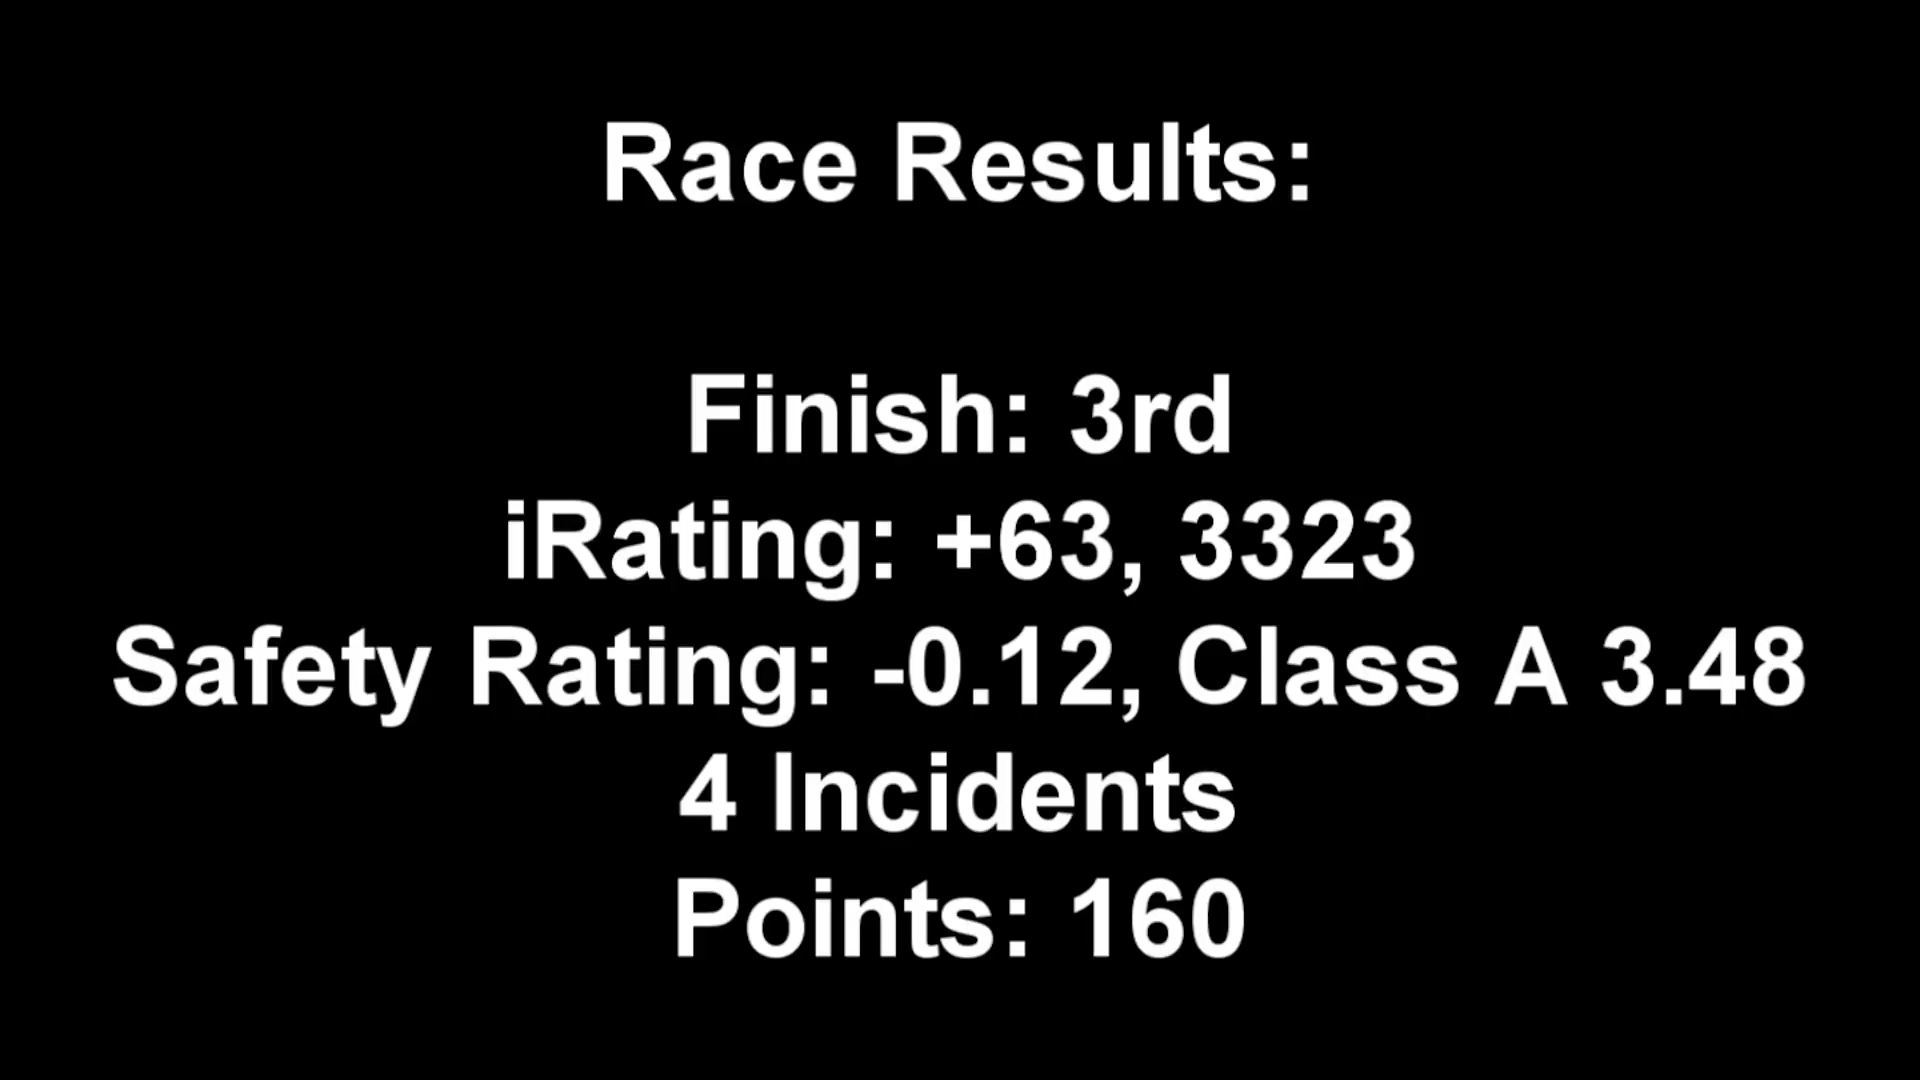 Race Results:
Finish: 3rd
iRating: +63, 3323
Safety Rating: -0.12, Class A 3.48
4 Incidents
Points: 160